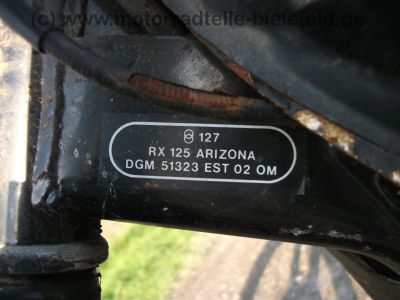 © www.motorradteile-bielefeld.de
127
RX 125 ARIZONA
DGM 51323 EST 02 OM